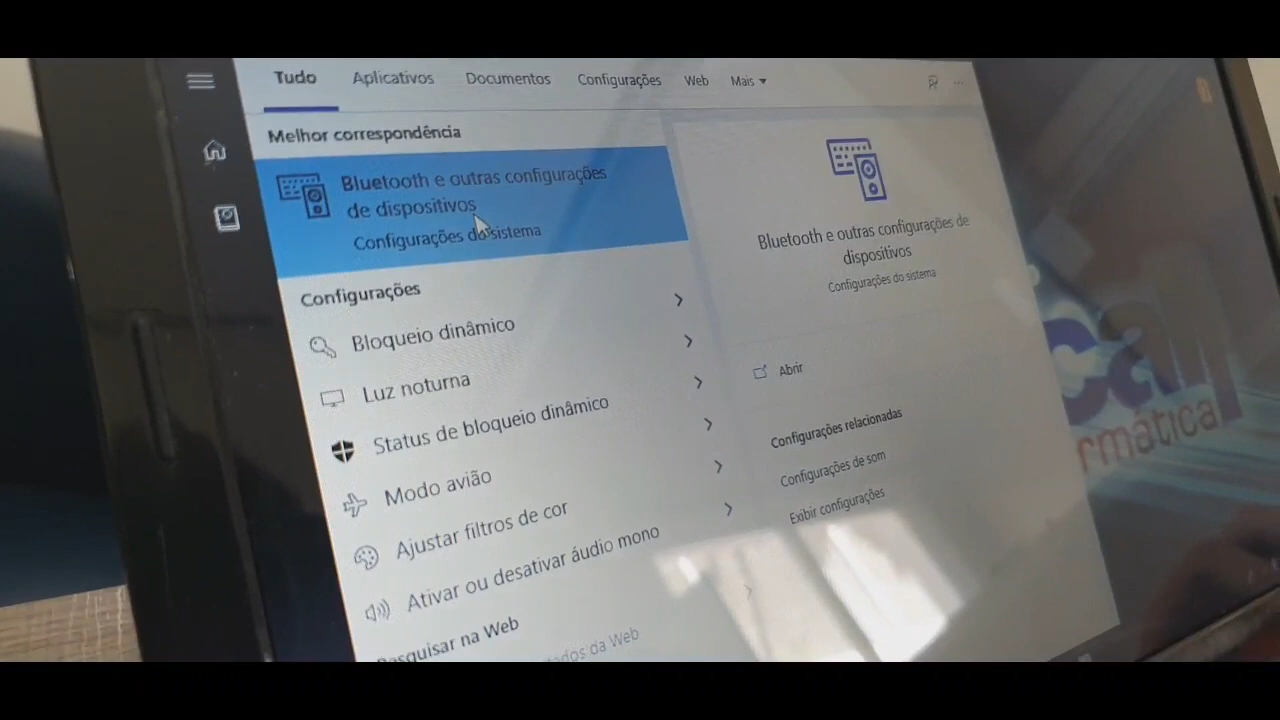 Tudo
Aplicativos
Documentos
Configurações
Web
Mais
Melhor correspondência
Bluetooth e outras configurações
de dispositivos
Configurações do sistema
Configurações
Bloqueio dinâmico
Luz noturna
Status de bloqueio dinâmico
Modo avião
Ajustar filtros de cor
Ativar ou desativar áudio mono
Pesquisar na Web
da Web
Bluetooth e outras configurações de
dispositivos
Configurações do sistema
Abrir
Configurações relacionadas
Configurações de som
Exibir configurações